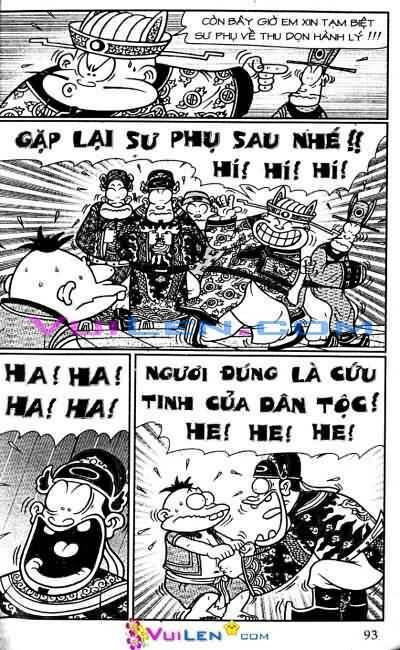 CÒN BÂY GIỜ EM XIN TẠM BIỆT
SƯ PHỤ VỀ THU DỌN HÀNH LÝ !!!
GẶP LẠI SƯ PHỤ SAU NHÉ!!
HÍ! HÍ! HÍ!
VUILEN.COM
HA! HA!
HA! HA!
NGƯƠI ĐÚNG LÀ CỨU
TINH CỦA DÂN TỘC!
HE! HE! HE!
93
VUILEN.COM